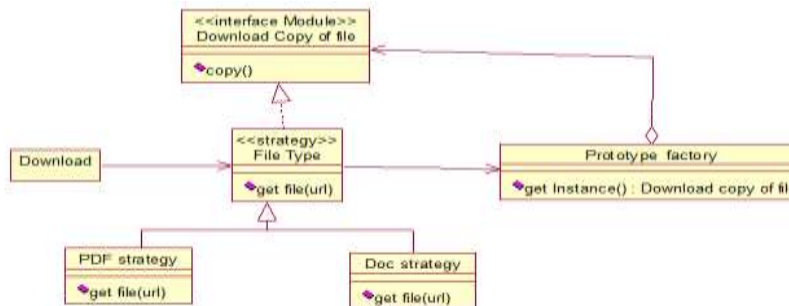 <<interface Module>>
Download Copy of file
copy()
<<strategy>>
File Type
get file(url)
Download
Prototype factory
get Instance() : Download copy of fil
PDF strategy
get file(url)
Doc strategy
get file(url)